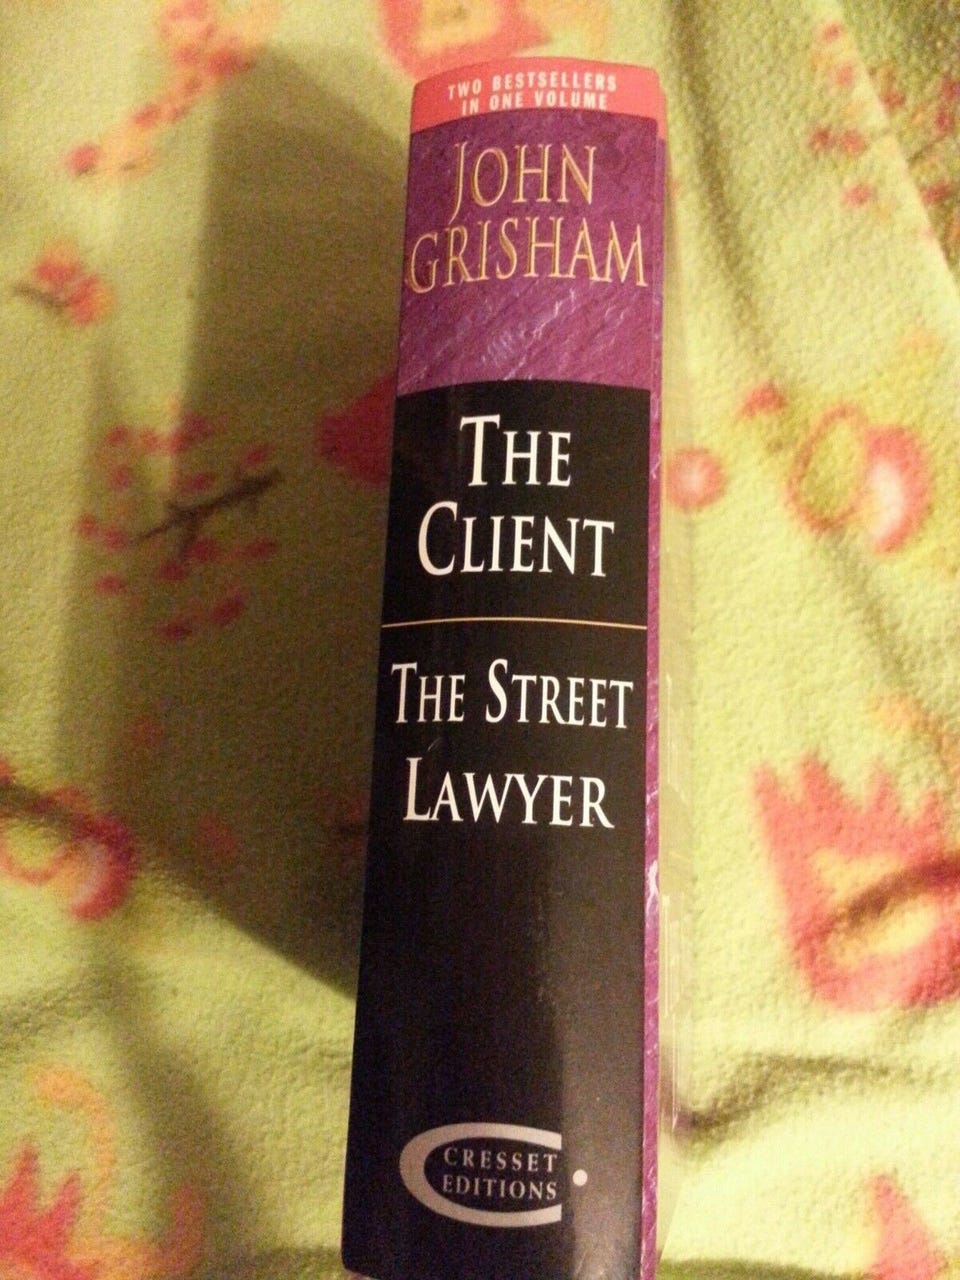 TWO BESTSELLERS
IN ONE VOLUME
JOHN
GRISHAM
THE
CLIENT
THE STREET
LAWYER
CRESSET
EDITIONS